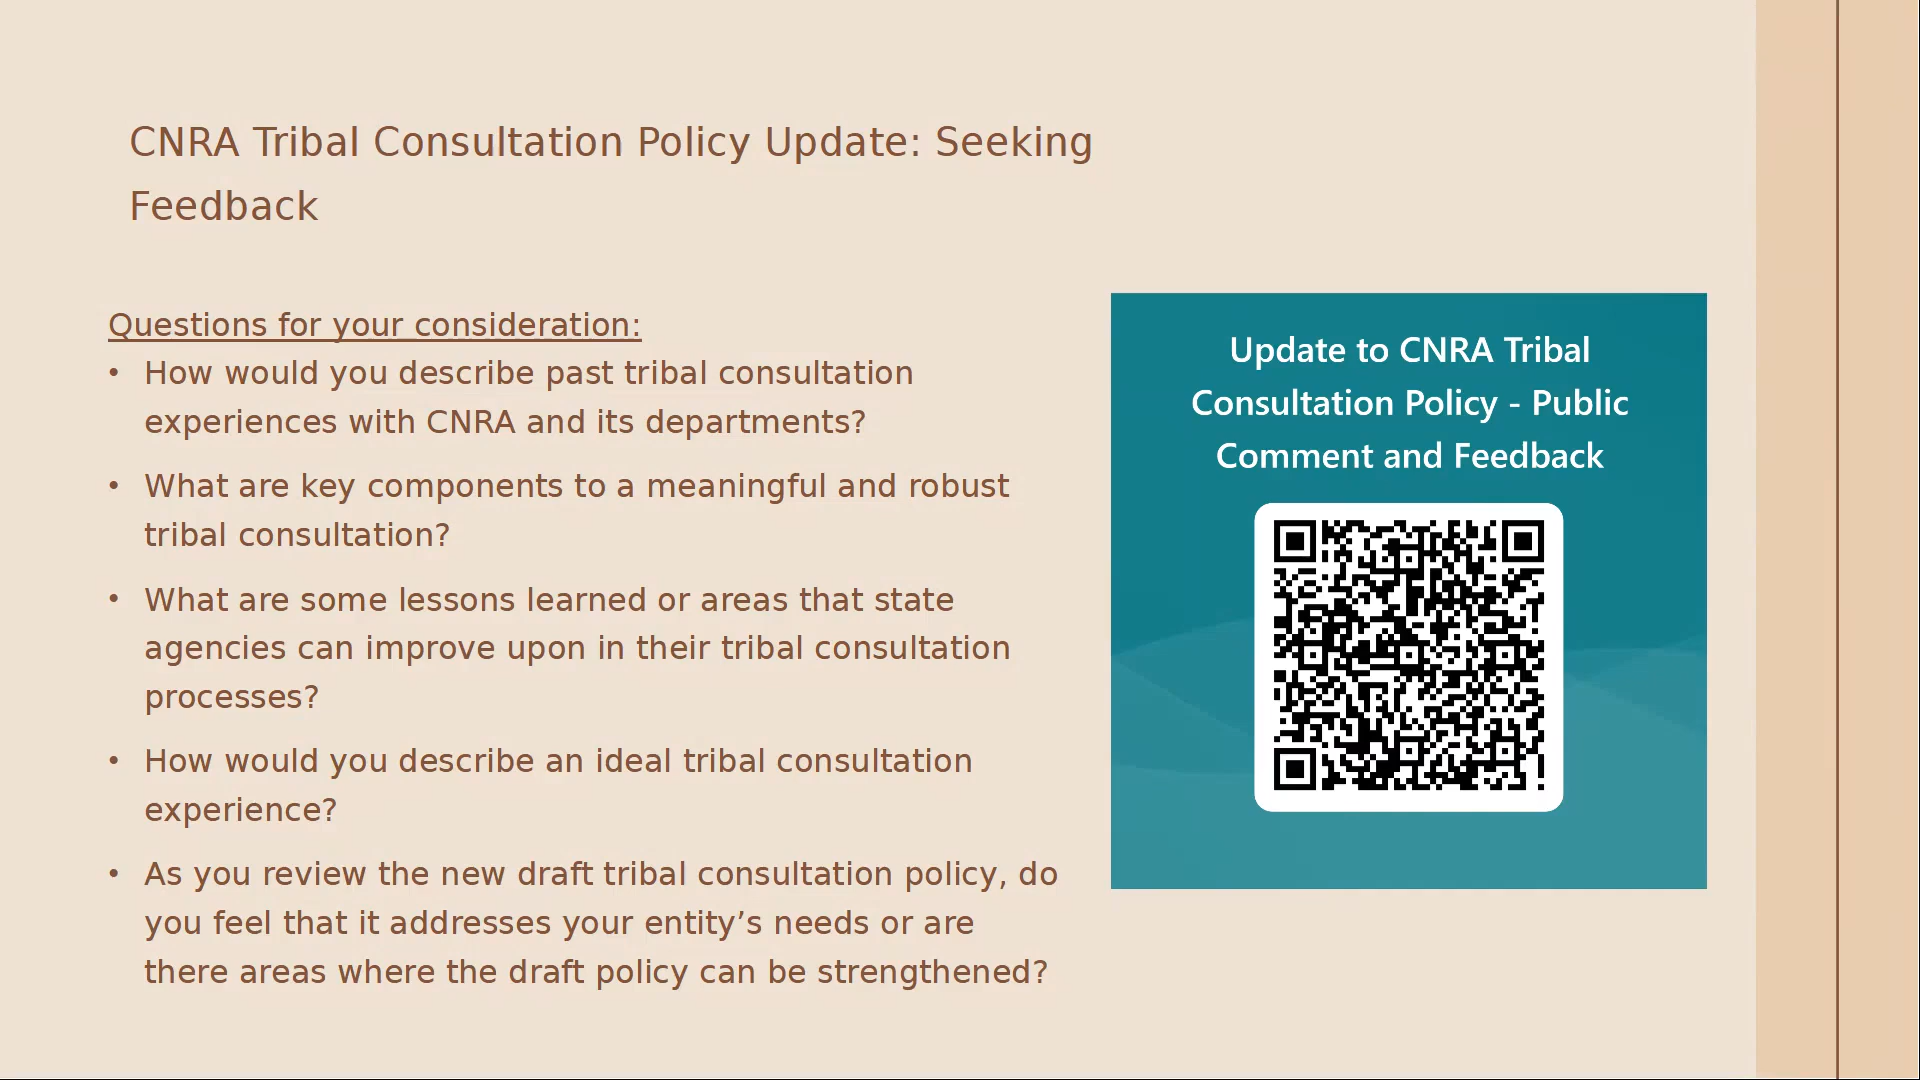 CNRA Tribal Consultation Policy Update: Seeking
Feedback
Questions for your consideration:
• How would you describe past tribal consultation
experiences with CNRA and its departments?
• What are key components to a meaningful and robust
tribal consultation?
• What are some lessons learned or areas that state
agencies can improve upon in their tribal consultation
processes?
• How would you describe an ideal tribal consultation
experience?
• As you review the new draft tribal consultation policy, do
you feel that it addresses your entity’s needs or are
there areas where the draft policy can be strengthened?
Update to CNRA Tribal
Consultation Policy - Public
Comment and Feedback